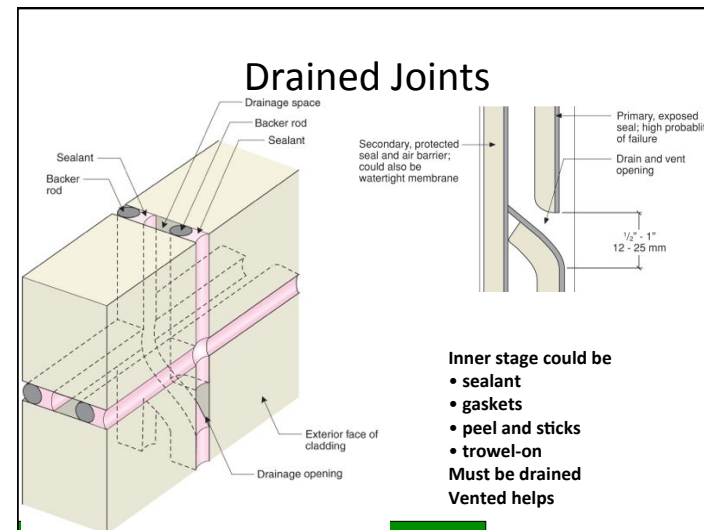 Drained Joints
Drainage space
Backer rod
Sealant
Sealant
Backer
rod
Exterior face of
cladding
Drainage opening
Secondary, protected
seal and air barrier;
could also be
watertight membrane
Primary, exposed
seal; high probablit
of failure
Drain and vent
opening
½" - 1"
12 - 25 mm
Inner stage could be
• sealant
• gaskets
• peel and sticks
• trowel-on
Must be drained
Vented helps